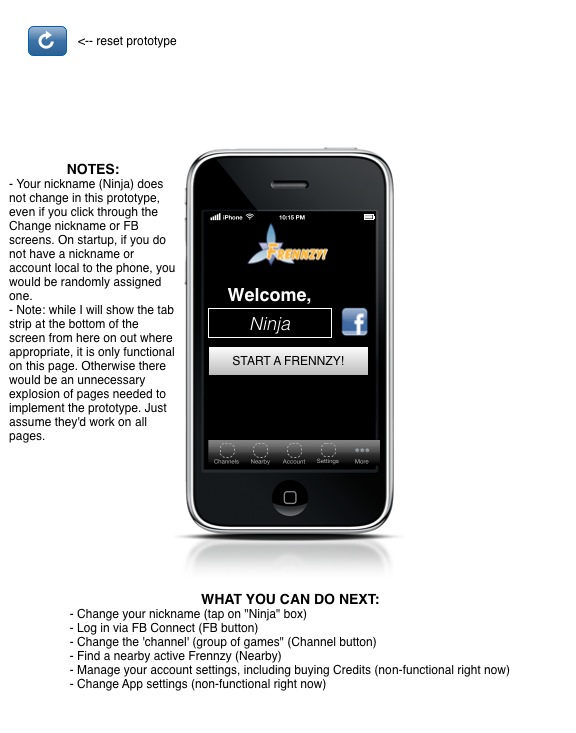 <-- reset prototype
NOTES:
- Your nickname (Ninja) does
not change in this prototype,
even if you click through the
Change nickname or FB
screens. On startup, if you do
not have a nickname or
account local to the phone, you
would be randomly assigned
one.
- Note: while I will show the tab
strip at the bottom of the
screen from here on out where
appropriate, it is only functional
on this page. Otherwise there
would be an unnecessary
explosion of pages needed to
implement the prototype. Just
assume they'd work on all
pages.
iPhone 10:15 PM
FRENNZY!
Welcome,
Ninja
f
START A FRENNZY!
Channels Nearby Account Settings More
WHAT YOU CAN DO NEXT:
- Change your nickname (tap on "Ninja" box)
- Log in via FB Connect (FB button)
- Change the 'channel' (group of games" (Channel button)
- Find a nearby active Frennzy (Nearby)
- Manage your account settings, including buying Credits (non-functional right now)
- Change App settings (non-functional right now)